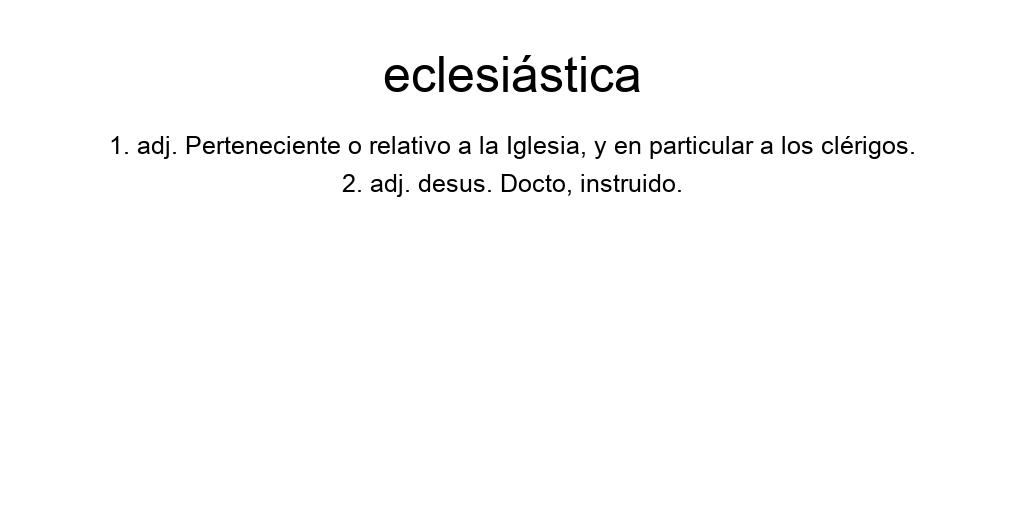 eclesiástica
1. adj. Perteneciente o relativo a la Iglesia, y en particular a los clérigos.
2. adj. desus. Docto, instruido.